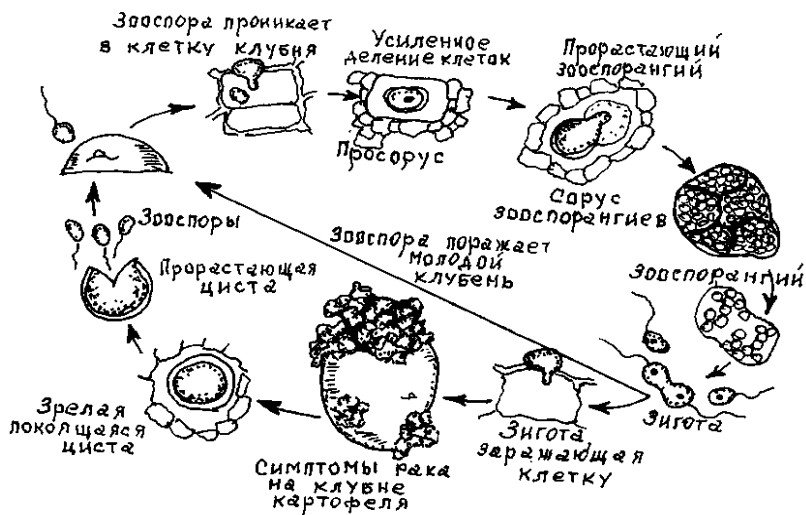 Зооспора проникает
в клетку клубня
Усиленное
деление клеток
Просорус
Прорастающий
зооспорангий
Сорус
зооспорангиев
Зооспоры
Зооспора поражает
молодой
клубень
Прорастающая
циста
Зооспорангий
Зигота
Зигота,
заражающая
клетку
Зрелая
покоящаяся
циста
Симптомы рака
на клубне
картофеля